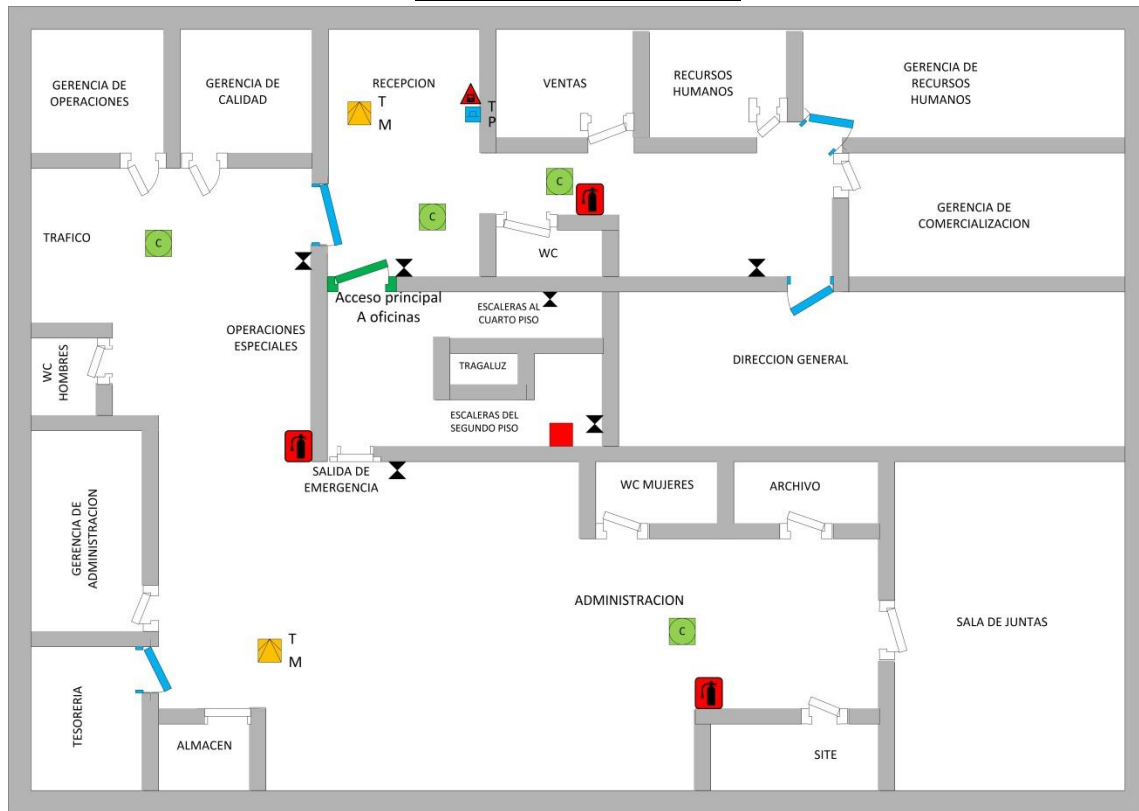 GERENCIA DE
OPERACIONES
GERENCIA DE
CALIDAD
RECEPCION
T
M
T
P
VENTAS
RECURSOS
HUMANOS
GERENCIA DE
RECURSOS
HUMANOS
TRAFICO
C
C
C
WC
GERENCIA DE
COMERCIALIZACION
Acceso principal
A oficinas
ESCALERAS AL
CUARTO PISO
OPERACIONES
ESPECIALES
WC
HOMBRES
TRAGALUZ
DIRECCION GENERAL
ESCALERAS DEL
SEGUNDO PISO
SALIDA DE
EMERGENCIA
WC MUJERES
ARCHIVO
GERENCIA DE
ADMINISTRACION
ADMINISTRACION
C
SALA DE JUNTAS
T
M
TESORERIA
ALMACEN
SITE